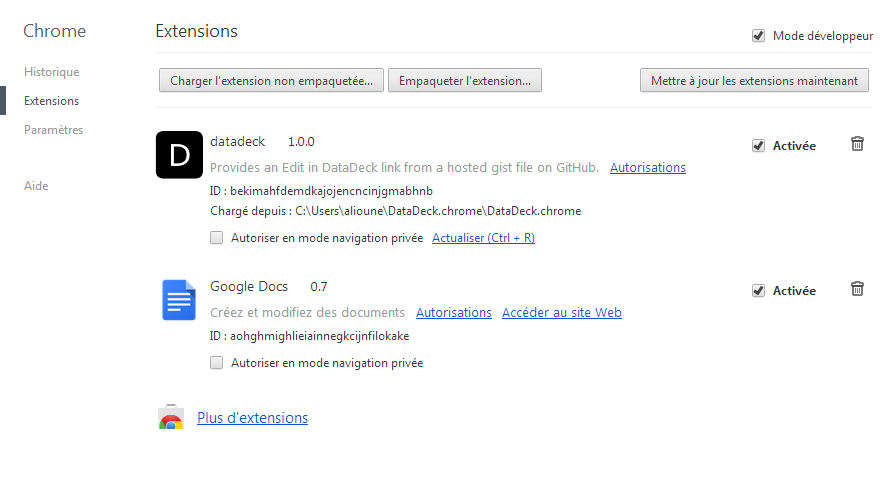 Chrome
Extensions
Mode développeur
Historique
Extensions
Paramètres
Aide
Charger l'extension non empaquetée...
Empaqueter l'extension...
Mettre à jour les extensions maintenant
D
datadeck 1.0.0
Activée
Provides an Edit in DataDeck link from a hosted gist file on GitHub. Autorisations
ID : bekimahfdemdkajojencncinjgmabhnb
Chargé depuis : C:\Users\alioune\DataDeck.chrome\DataDeck.chrome
Autoriser en mode navigation privée Actualiser (Ctrl + R)
Google Docs 0.7
Activée
Créez et modifiez des documents Autorisations Accéder au site Web
ID : aohghmighlieiainnegkcijnfilokake
Autoriser en mode navigation privée
Plus d'extensions